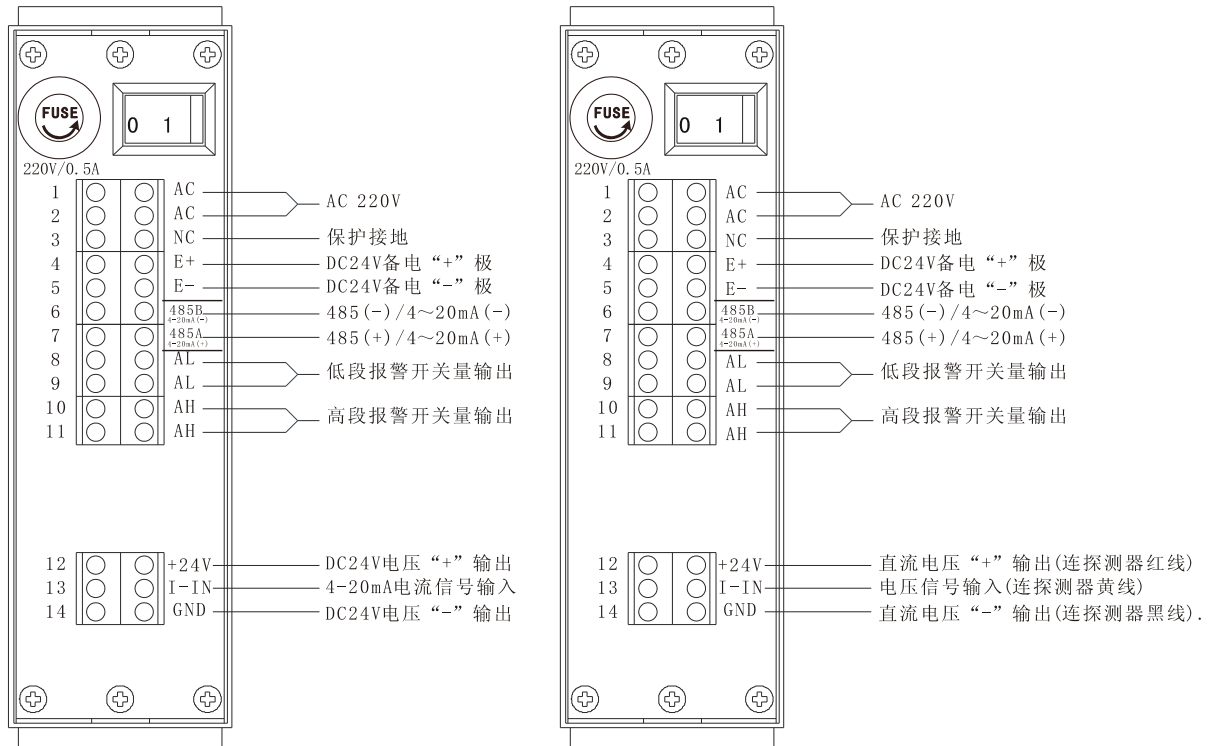 FUSE
0 1
220V/0.5A
1 AC
2 AC
AC 220V
3 NC 保护接地
4 E+ DC24V备电“+”极
5 E- DC24V备电“-”极
6 485B 4-20mA(-) 485(-)/4～20mA(-)
7 485A 4-20mA(+) 485(+)/4～20mA(+)
8 AL
9 AL
低段报警开关量输出
10 AH
11 AH
高段报警开关量输出
12 +24V DC24V电压“+”输出
13 I-IN 4-20mA电流信号输入
14 GND DC24V电压“-”输出
FUSE
0 1
220V/0.5A
1 AC
2 AC
AC 220V
3 NC 保护接地
4 E+ DC24V备电“+”极
5 E- DC24V备电“-”极
6 485B 4-20mA(-) 485(-)/4～20mA(-)
7 485A 4-20mA(+) 485(+)/4～20mA(+)
8 AL
9 AL
低段报警开关量输出
10 AH
11 AH
高段报警开关量输出
12 +24V 直流电压“+”输出(连探测器红线)
13 I-IN 电压信号输入(连探测器黄线)
14 GND 直流电压“-”输出(连探测器黑线).